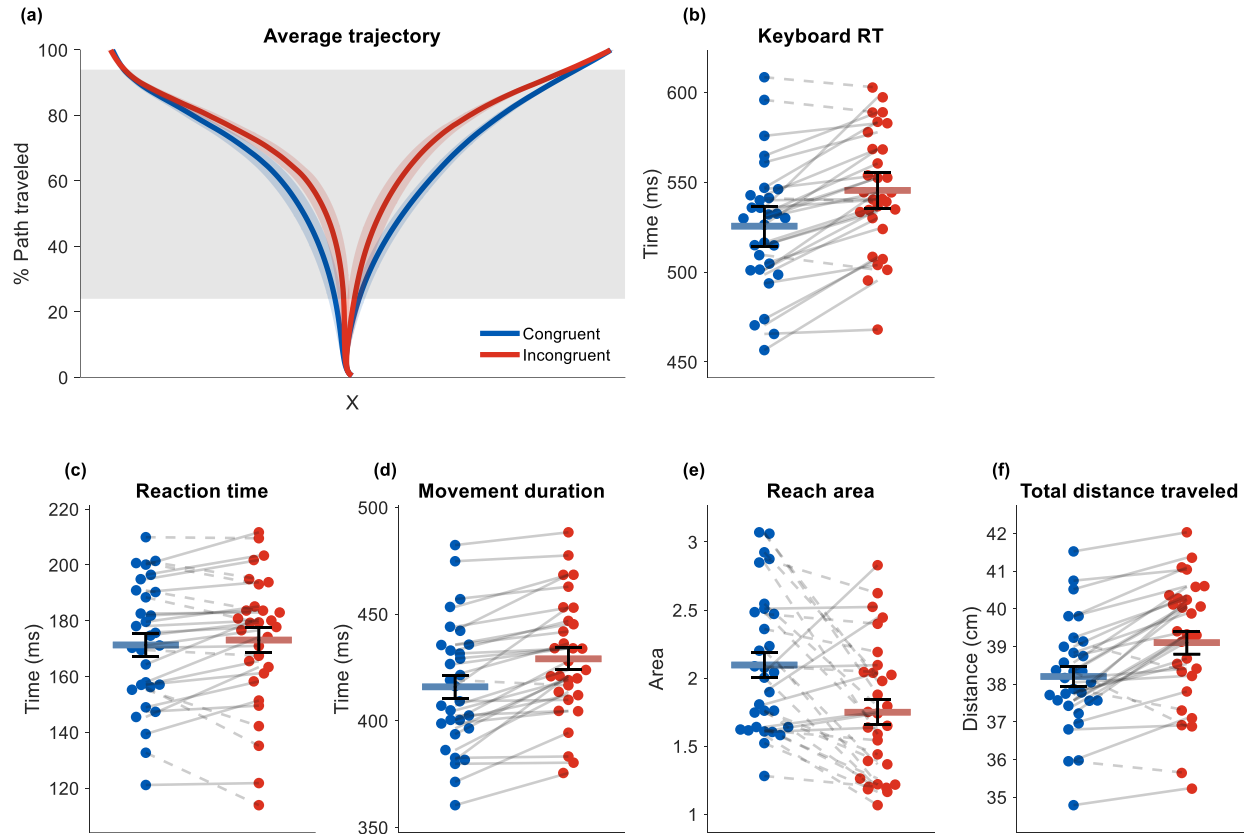 (a)
Average trajectory
100
80
60
40
20
0
% Path traveled
X
Congruent
Incongruent
(b)
Keyboard RT
600
550
500
450
Time (ms)
(c)
Reaction time
220
200
180
160
140
120
Time (ms)
(d)
Movement duration
500
450
400
350
Time (ms)
(e)
Reach area
3
2.5
2
1.5
1
Area
(f)
Total distance traveled
42
41
40
39
38
37
36
35
Distance (cm)